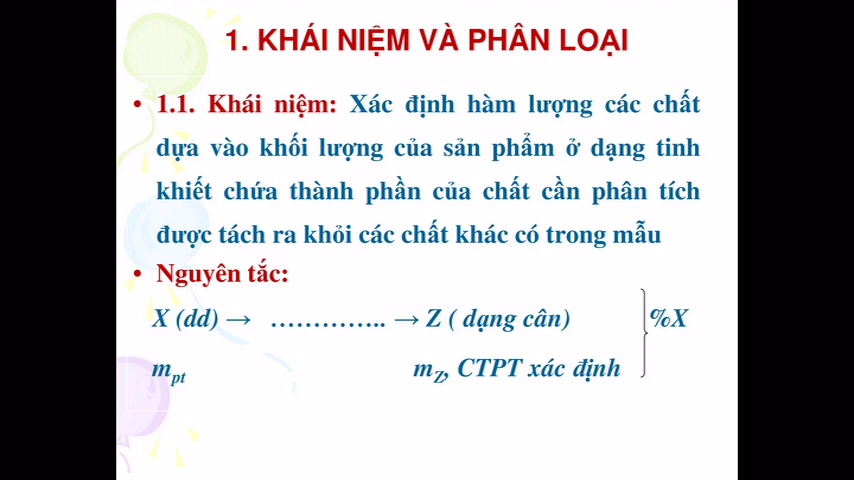 1. KHÁI NIỆM VÀ PHÂN LOẠI
• 1.1. Khái niệm: Xác định hàm lượng các chất
dựa vào khối lượng của sản phẩm ở dạng tinh
khiết chứa thành phần của chất cần phân tích
được tách ra khỏi các chất khác có trong mẫu
• Nguyên tắc:
X (dd) → ………….. → Z ( dạng cân) %X
mpt mZ, CTPT xác định